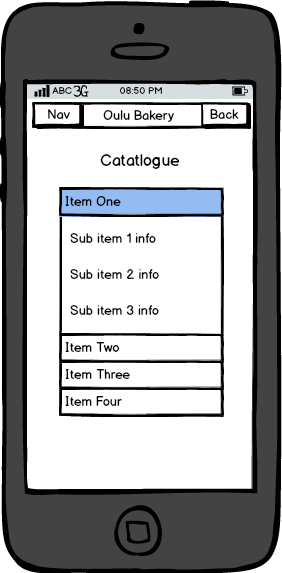 ABC 3G 08:50 PM
Nav Oulu Bakery Back
Catatlogue
Item One
Sub item 1 info
Sub item 2 info
Sub item 3 info
Item Two
Item Three
Item Four